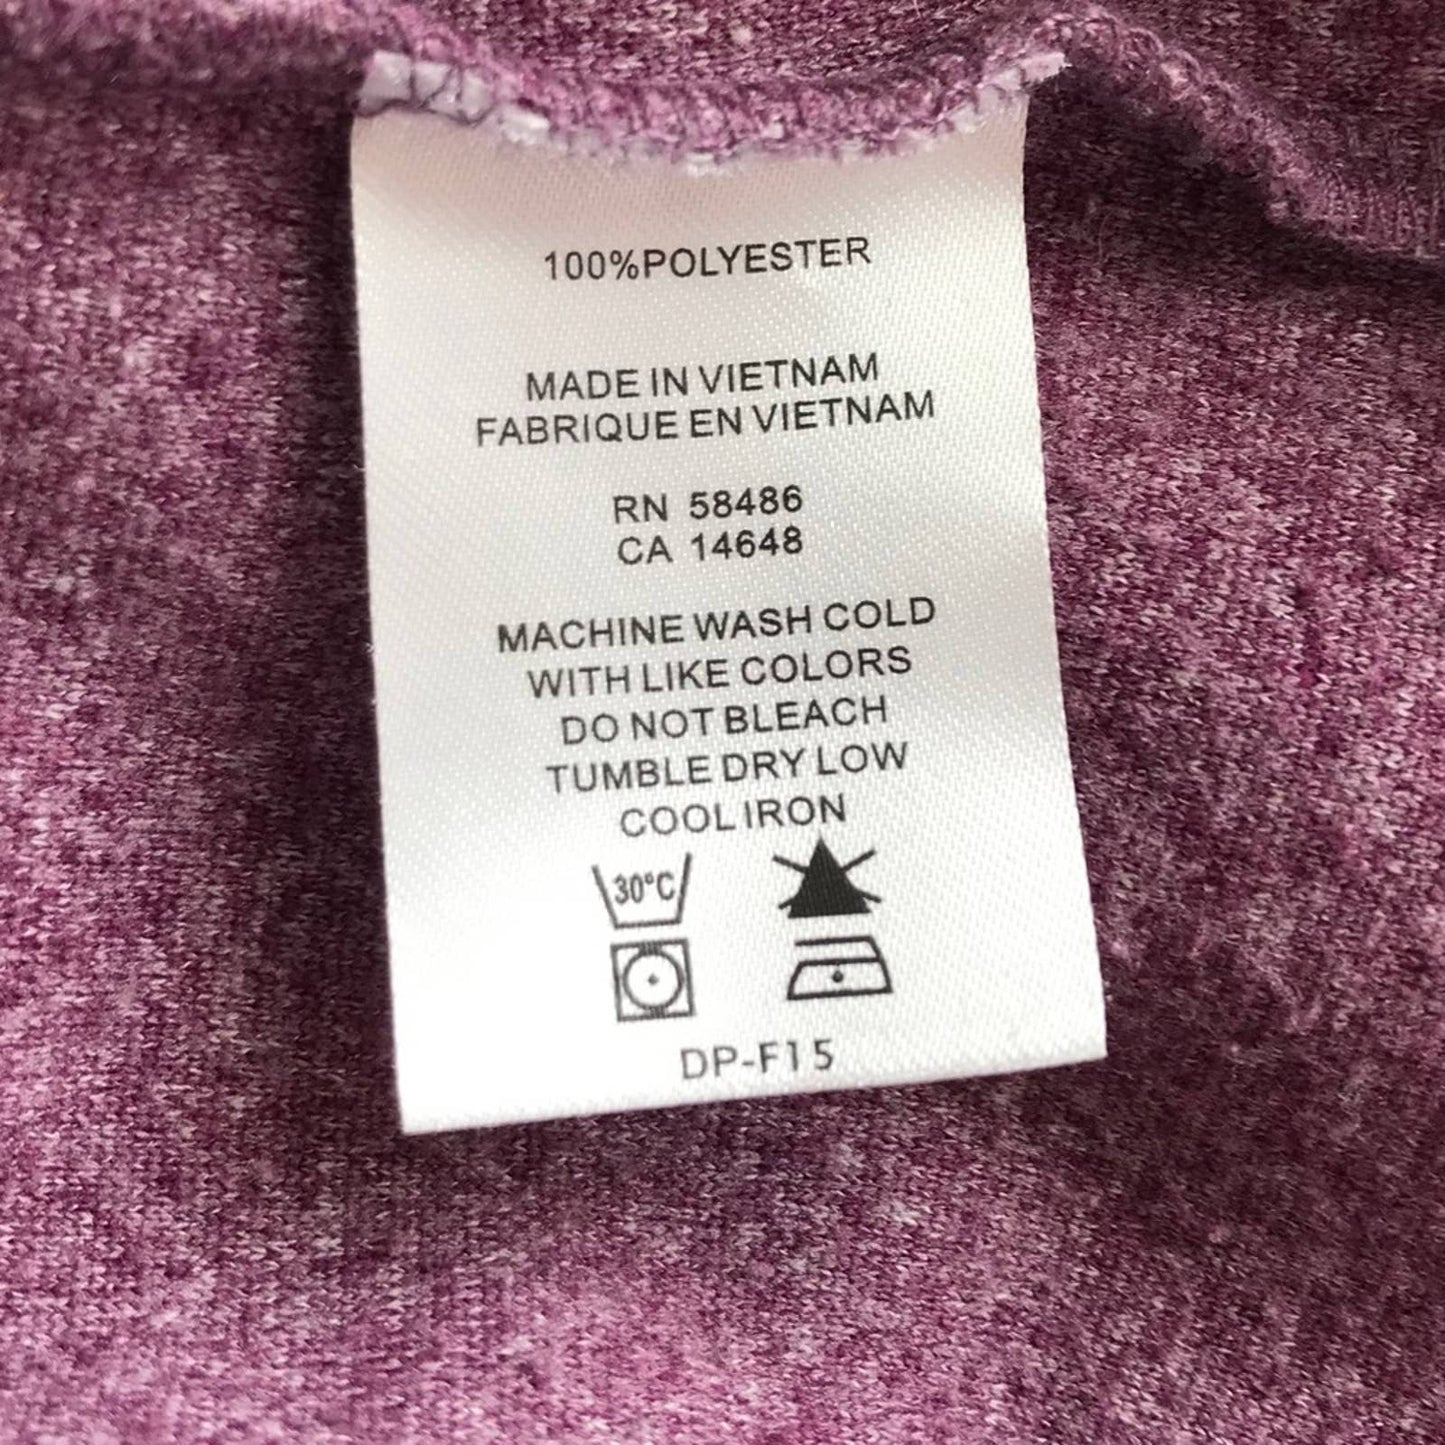 100%POLYESTER
MADE IN VIETNAM
FABRIQUE EN VIETNAM
RN 58486
CA 14648
MACHINE WASH COLD
WITH LIKE COLORS
DO NOT BLEACH
TUMBLE DRY LOW
COOL IRON
30°C
DP-F15